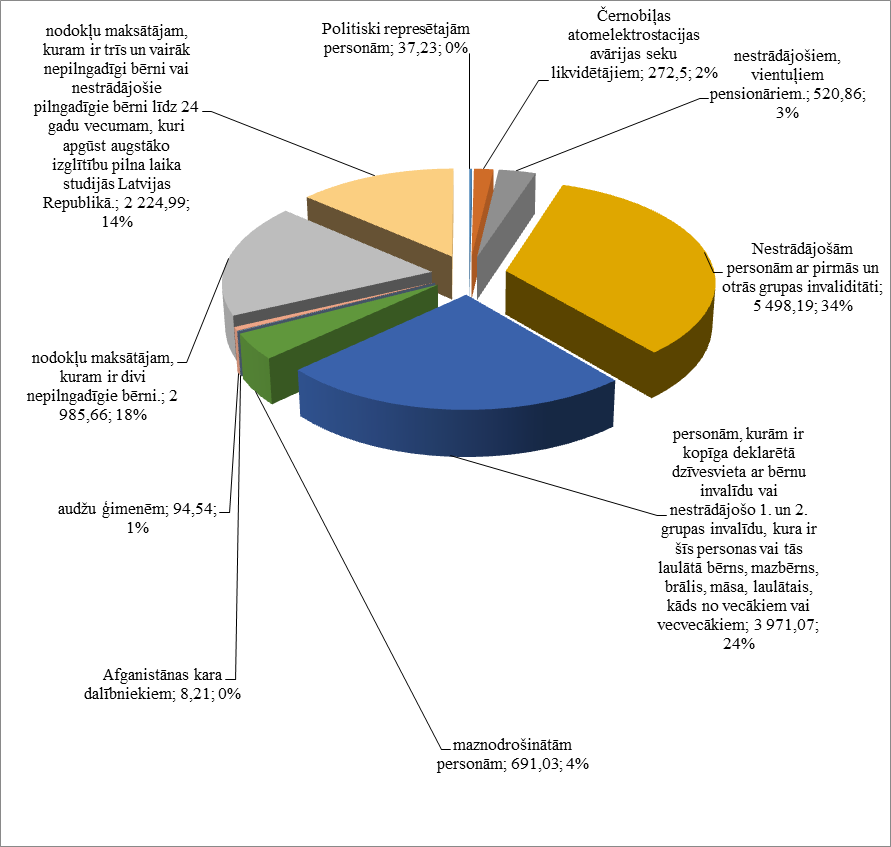 nodokļu maksātājam,
kuram ir trīs un vairāk
nepilngadīgi bērni vai
nestrādājošie
pilngadīgie bērni līdz 24
gadu vecumam, kuri
apgūst augstāko
izglītību pilna laika
studijās Latvijas
Republikā.; 2 224,99;
14%
Politiski represētajām
personām; 37,23; 0%
Černobiļas
atomelektrostacijas
avārijas seku
likvidētājiem; 272,5; 2%
nestrādājošiem,
vientuļiem
pensionāriem.; 520,86;
3%
Nestrādājošām
personām ar pirmās un
otrās grupas invaliditāti;
5 498,19; 34%
personām, kurām ir
kopīga deklarētā
dzīvesvieta ar bērnu
invalīdu vai
nestrādājošo 1. un 2.
grupas invalīdu, kura ir
šīs personas vai tās
laulātā bērns, mazbērns,
brālis, māsa, laulātais,
kāds no vecākiem vai
vecvecākiem; 3 971,07;
24%
maznodrošinātām
personām; 691,03; 4%
Afganistānas kara
dalībniekiem; 8,21; 0%
audžu ģimenēm; 94,54;
1%
nodokļu maksātājam,
kuram ir divi
nepilngadīgie bērni.; 2
985,66; 18%